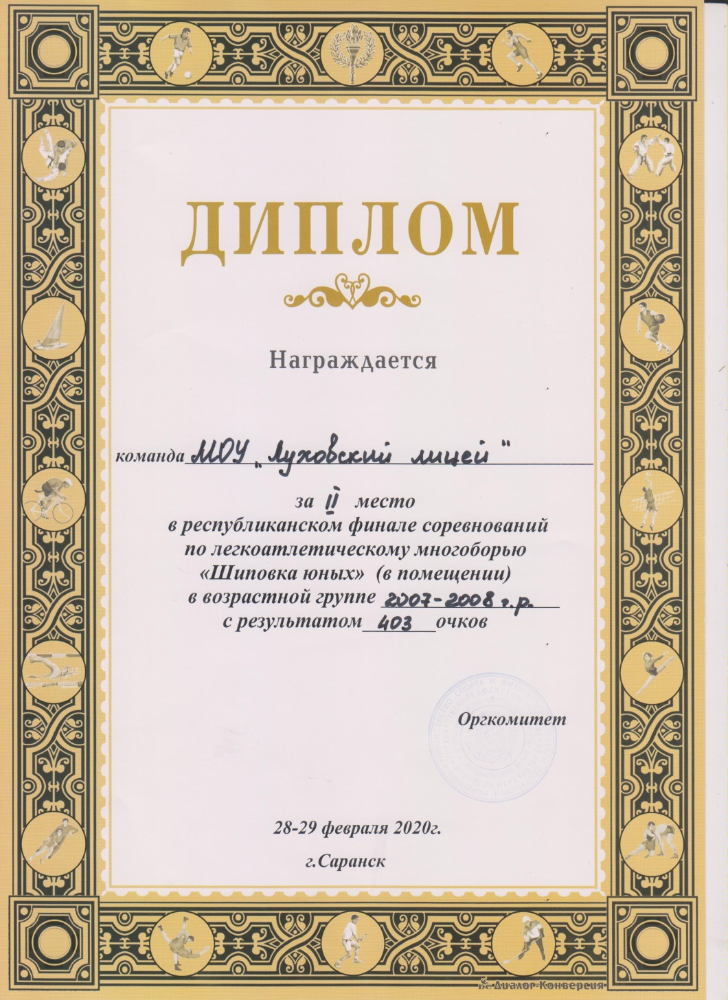 ДИПЛОМ
Награждается
команда МОУ „Луховский лицей"
за II место
в республиканском финале соревнований
по легкоатлетическому многоборью
«Шиповка юных» (в помещении)
в возрастной группе 2007-2008 г.р.
с результатом 403 очков
Оргкомитет
28-29 февраля 2020г.
г.Саранск
Диалог-Конверсия